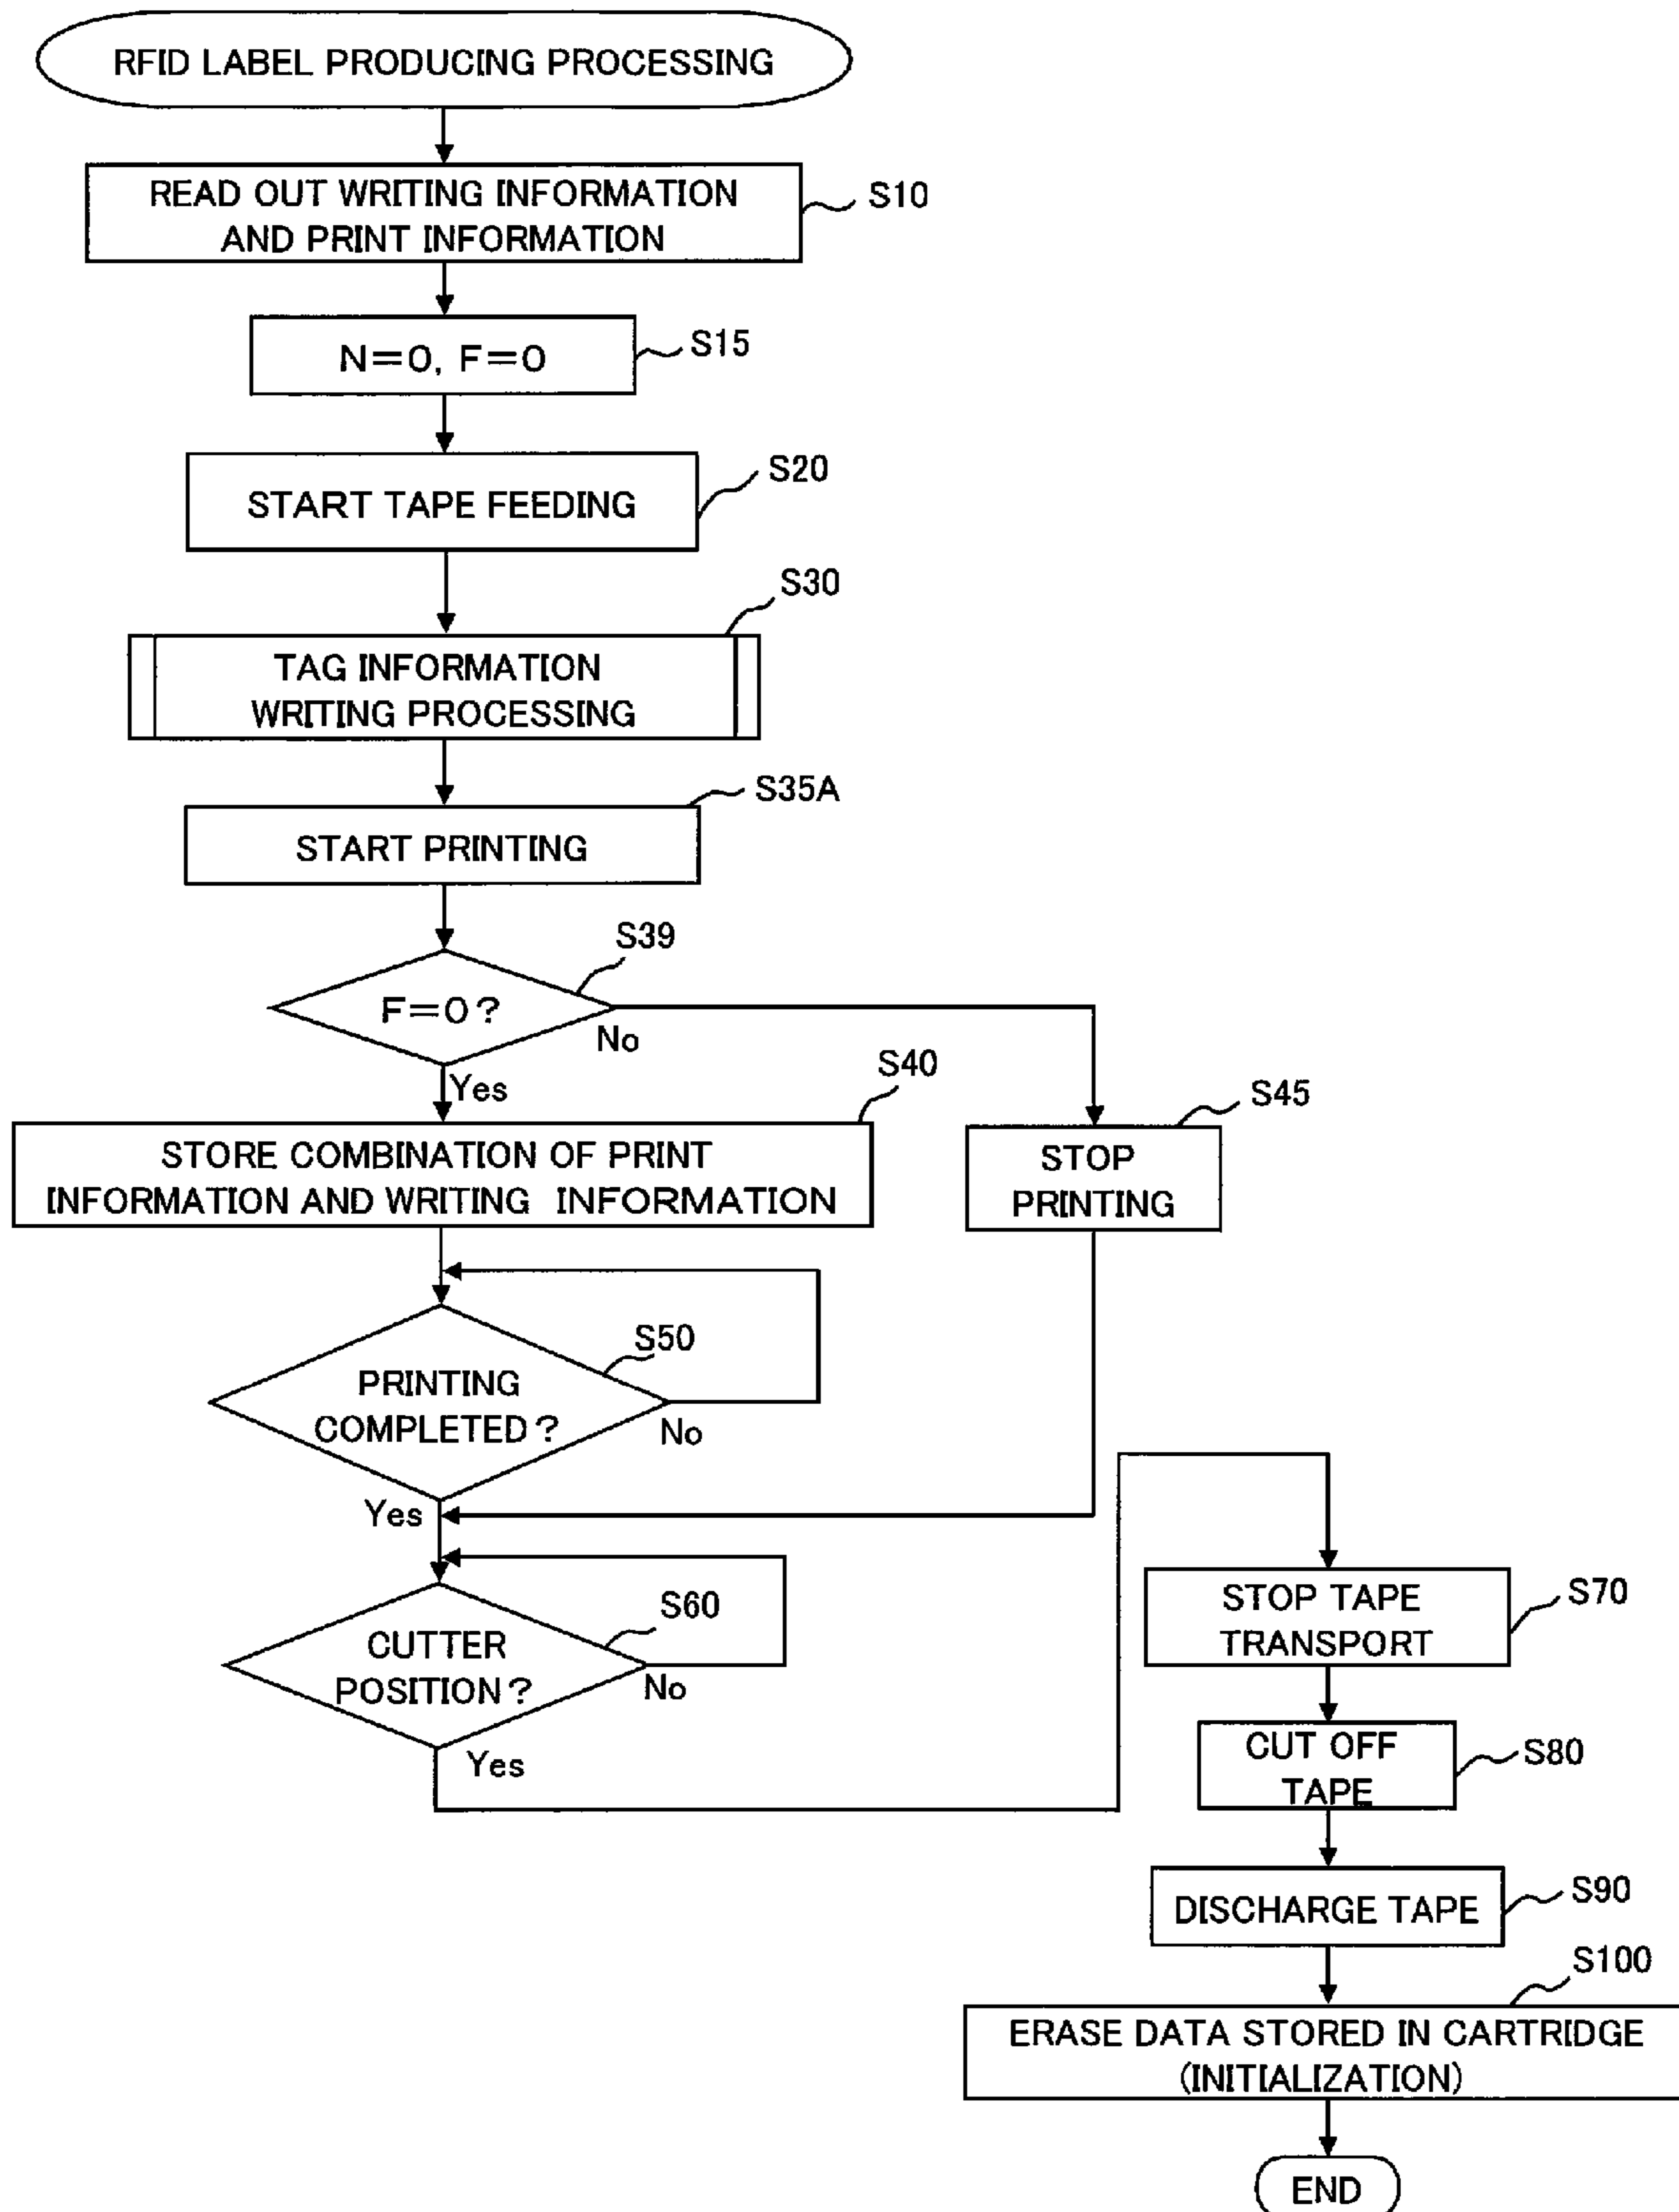 RFID LABEL PRODUCING PROCESSING
READ OUT WRITING INFORMATION
AND PRINT INFORMATION
S10
N=0, F=0
S15
START TAPE FEEDING
S20
S30
TAG INFORMATION
WRITING PROCESSING
S35A
START PRINTING
S39
F=0?
No
Yes
S40
STORE COMBINATION OF PRINT
INFORMATION AND WRITING INFORMATION
S45
STOP
PRINTING
S50
PRINTING
COMPLETED?
No
Yes
S60
CUTTER
POSITION?
No
Yes
STOP TAPE
TRANSPORT
S70
CUT OFF
TAPE
S80
DISCHARGE TAPE
S90
S100
ERASE DATA STORED IN CARTRIDGE
(INITIALIZATION)
END